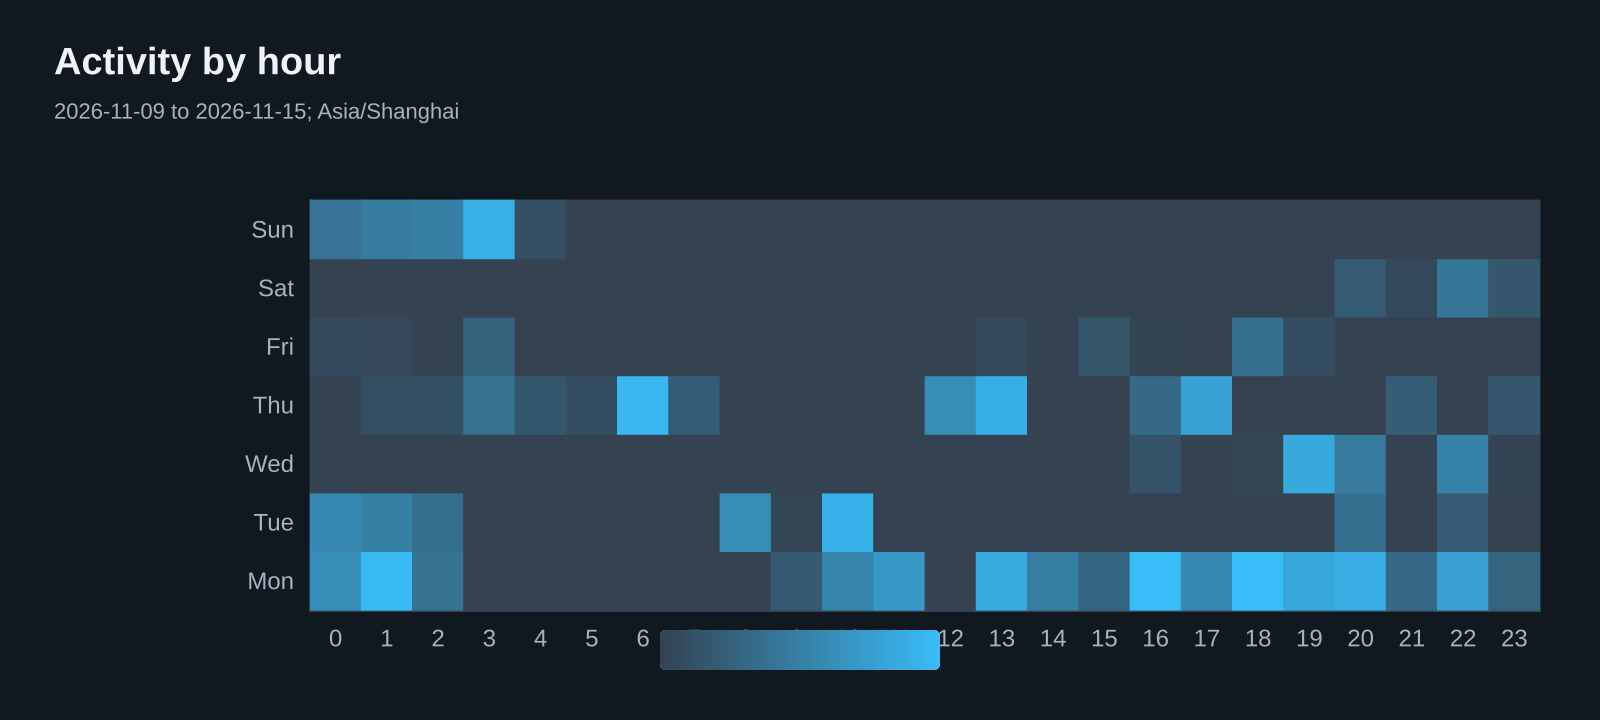 Activity by hour
2026-11-09 to 2026-11-15; Asia/Shanghai
Sun
Sat
Fri
Thu
Wed
Tue
Mon
0 1 2 3 4 5 6 12 13 14 15 16 17 18 19 20 21 22 23